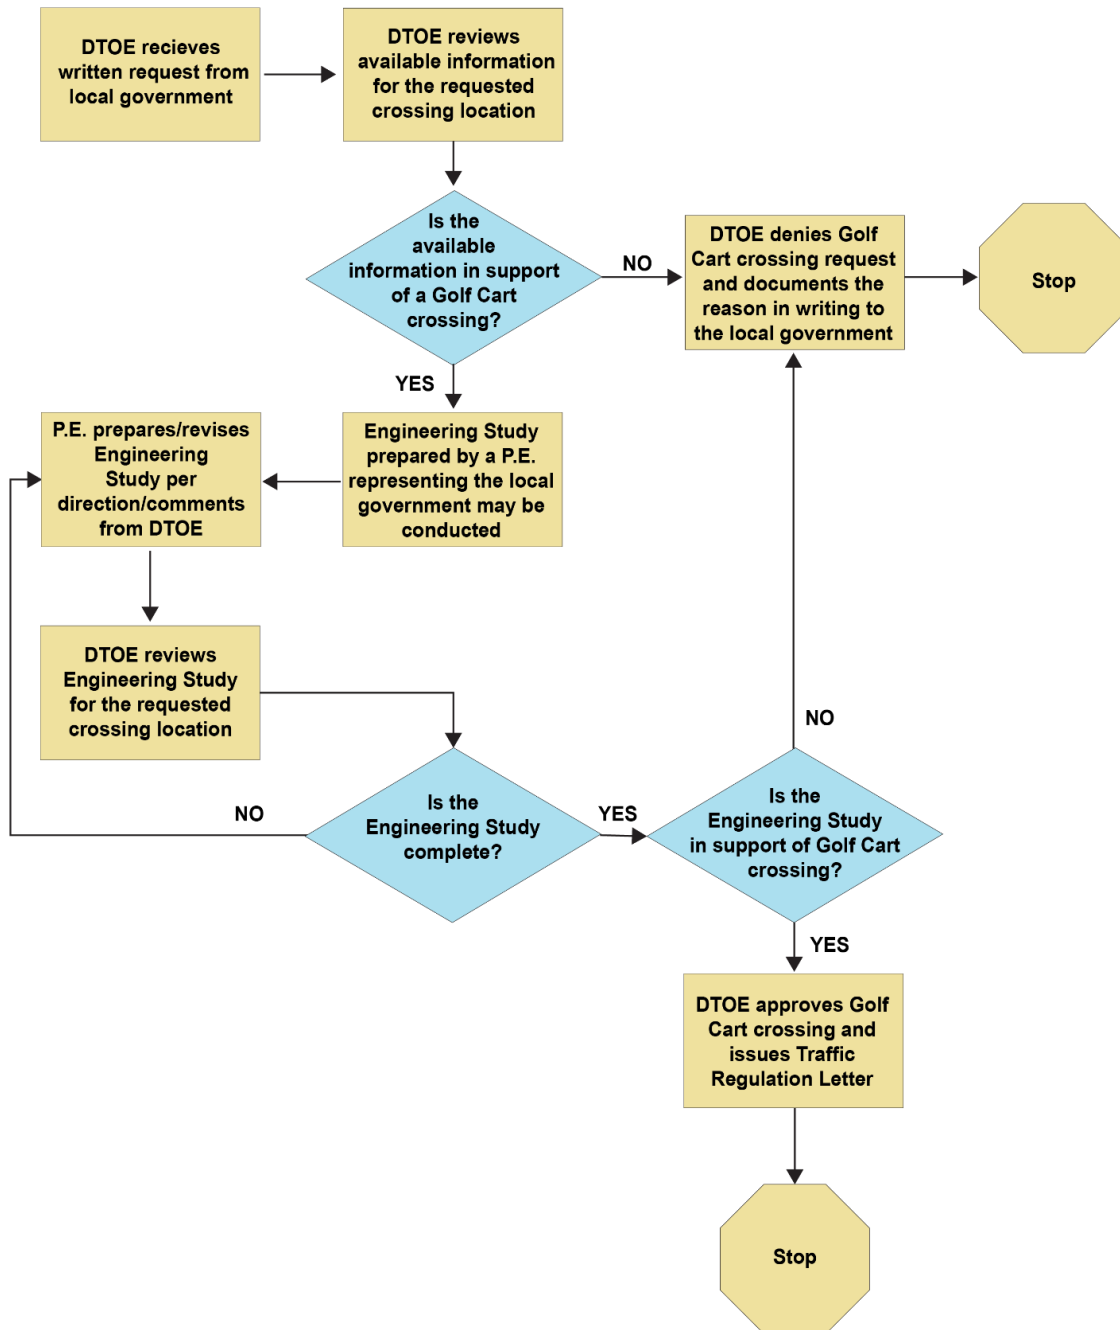 DTOE recieves
written request from
local government
DTOE reviews
available information
for the requested
crossing location
Is the
available
information in support
of a Golf Cart
crossing?
NO
DTOE denies Golf
Cart crossing request
and documents the
reason in writing to
the local government
Stop
YES
P.E. prepares/revises
Engineering
Study per
direction/comments
from DTOE
Engineering Study
prepared by a P.E.
representing the local
government may be
conducted
DTOE reviews
Engineering Study
for the requested
crossing location
NO
Is the
Engineering Study
complete?
YES
NO
Is the
Engineering Study
in support of Golf Cart
crossing?
YES
DTOE approves Golf
Cart crossing and
issues Traffic
Regulation Letter
Stop